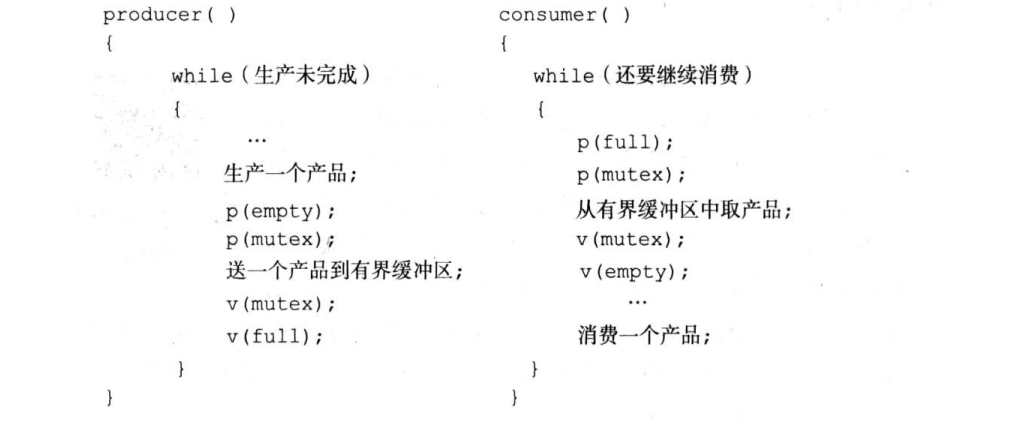 producer( )
{
while(生产未完成)
{
…
生产一个产品;
p(empty);
p(mutex);
送一个产品到有界缓冲区;
v(mutex);
v(full);
}
}
consumer( )
{
while(还要继续消费)
{
p(full);
p(mutex);
从有界缓冲区中取产品;
v(mutex);
v(empty);
…
消费一个产品;
}
}